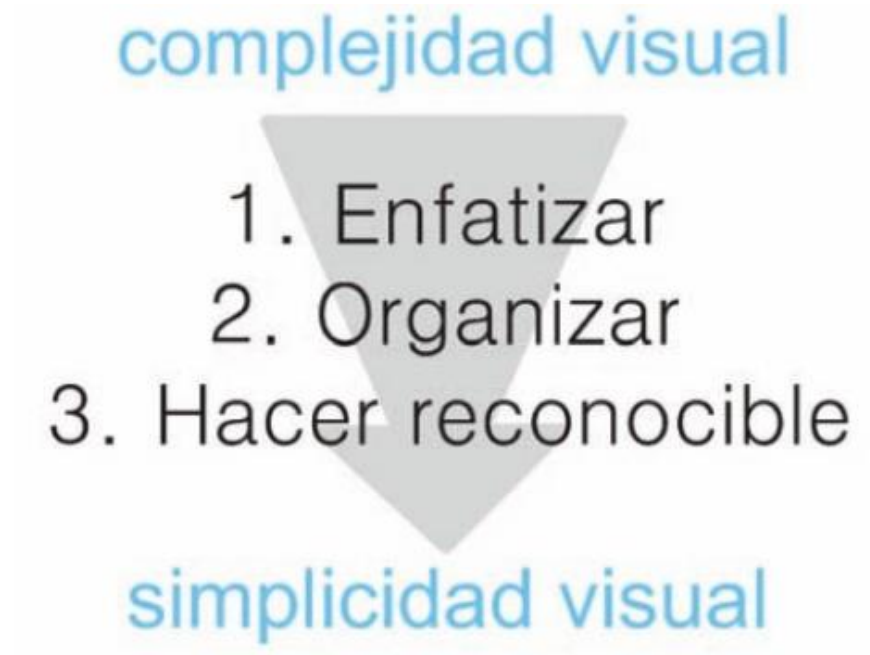 complejidad visual
1. Enfatizar
2. Organizar
3. Hacer reconocible
simplicidad visual